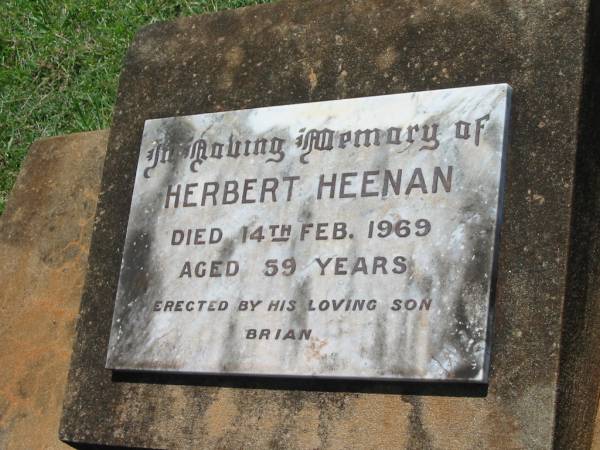 In Loving Memory of
HERBERT HEENAN
DIED 14TH FEB. 1969
AGED 59 YEARS
ERECTED BY HIS LOVING SON
BRIAN